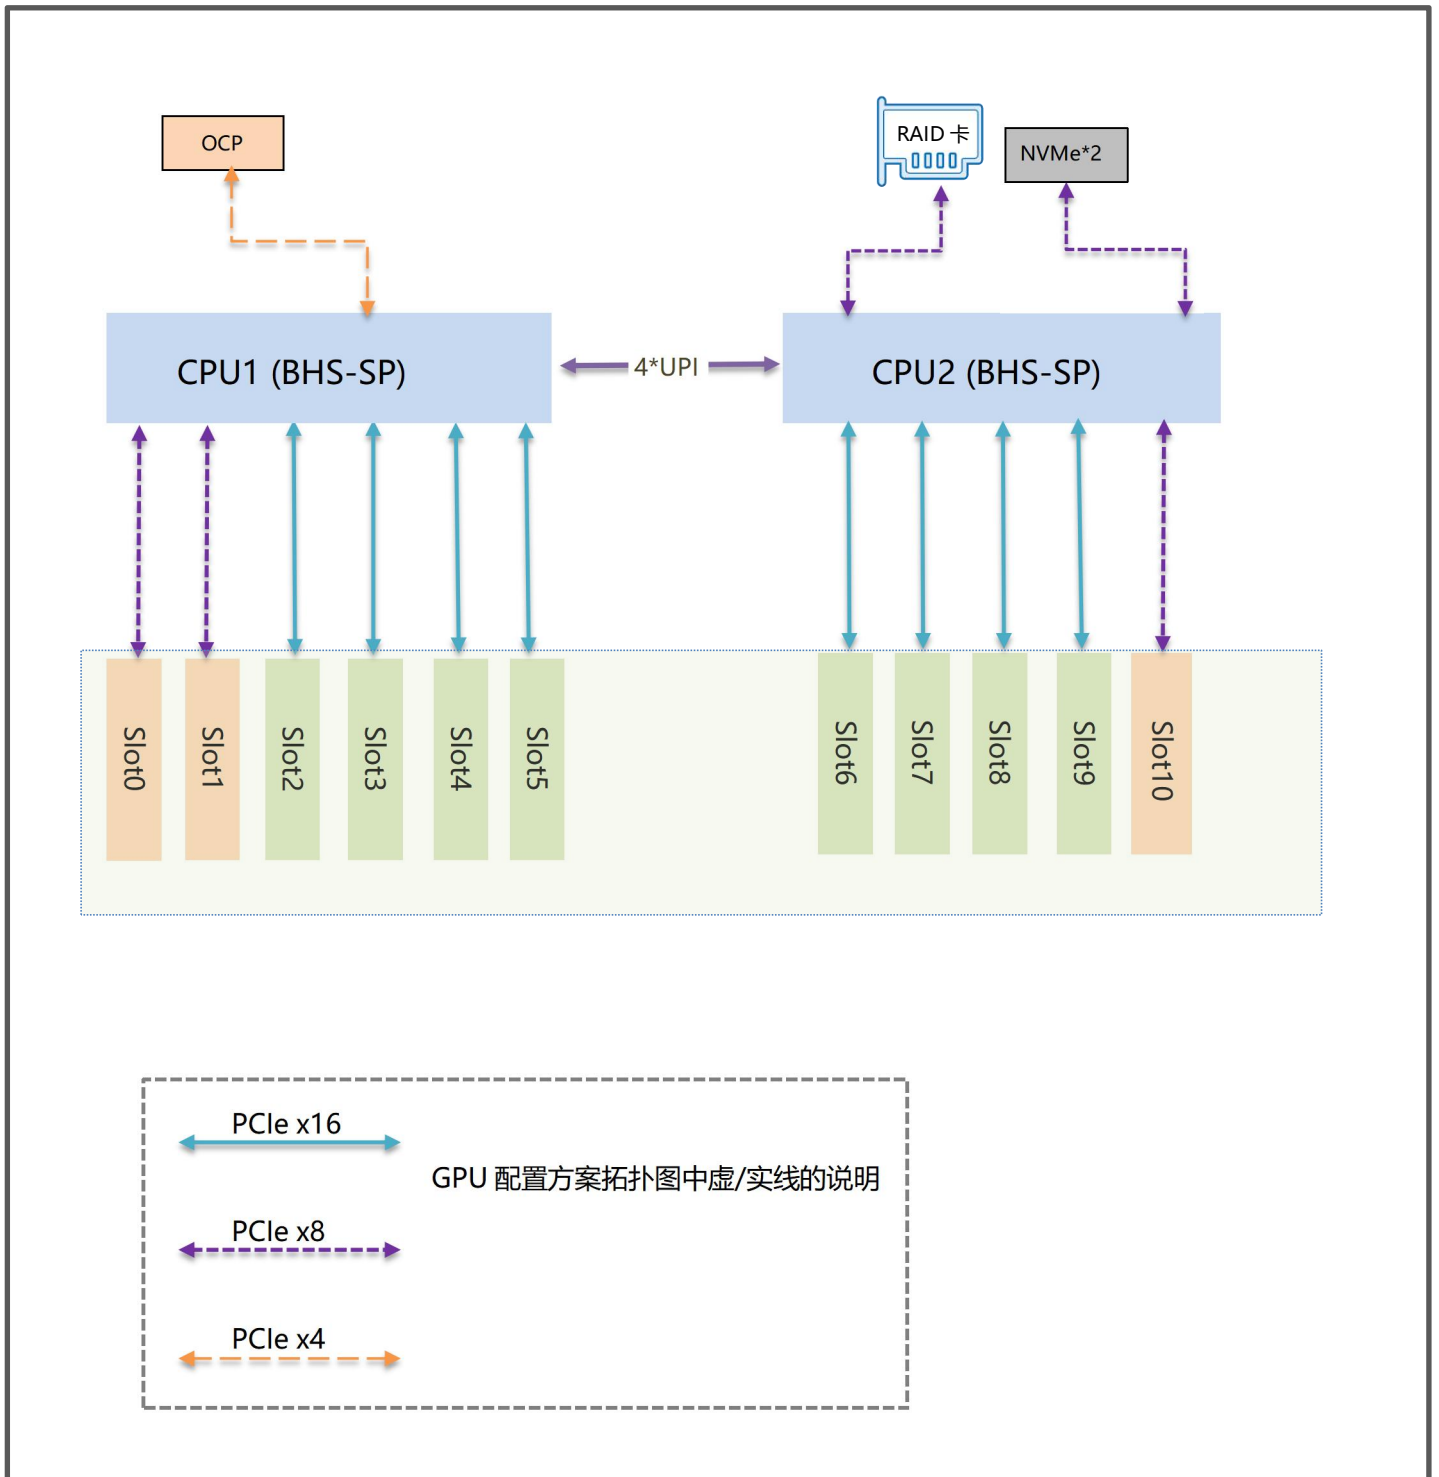 OCP
RAID 卡
NVMe*2
CPU1 (BHS-SP)
4*UPI
CPU2 (BHS-SP)
Slot0
Slot1
Slot2
Slot3
Slot4
Slot5
Slot6
Slot7
Slot8
Slot9
Slot10
PCIe x16
GPU 配置方案拓扑图中虚/实线的说明
PCIe x8
PCIe x4